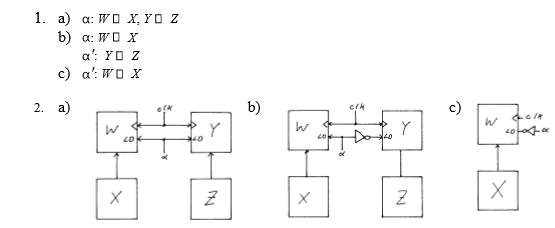 1. a) α: W□ X, Y□ Z
b) α: W□ X
α′: Y□ Z
c) α′: W□ X
2. a) b) c)
clk
W Y
LD LD
α
X Z
clk
W Y
LD LD
α
X Z
W clk
LD α
X